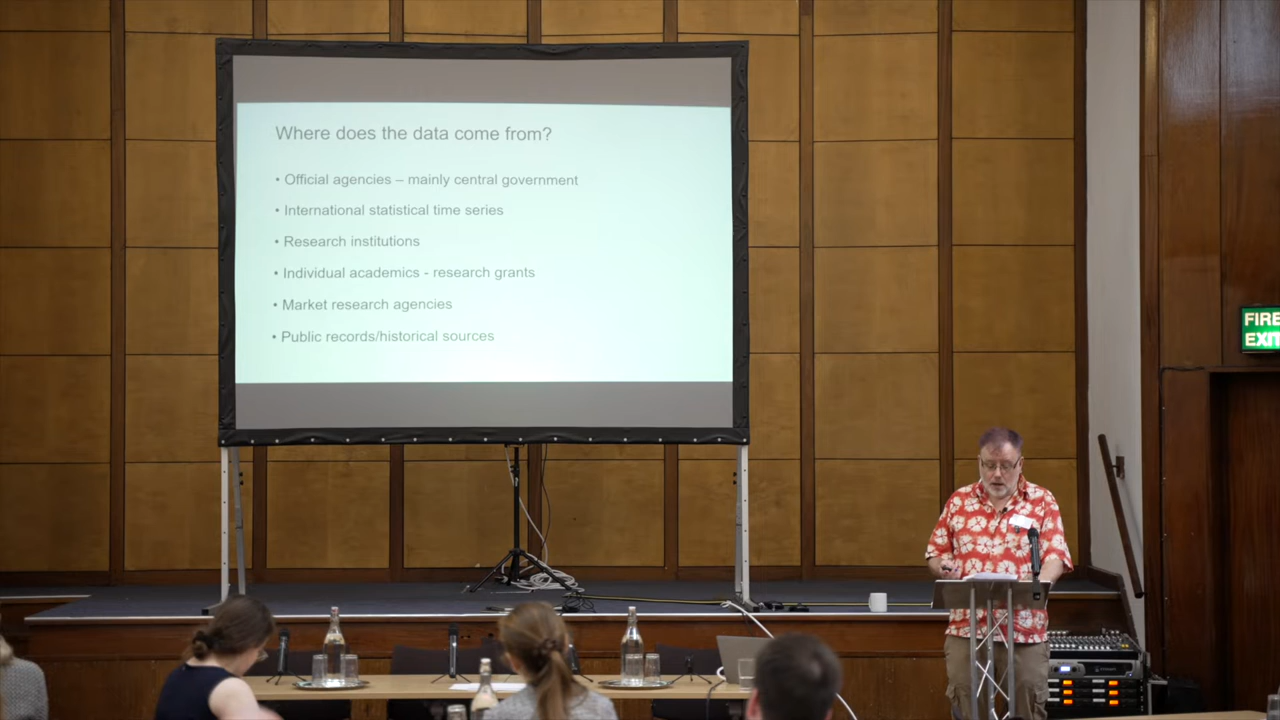 Where does the data come from?
• Official agencies – mainly central government
• International statistical time series
• Research institutions
• Individual academics - research grants
• Market research agencies
• Public records/historical sources
FIRE
EXIT